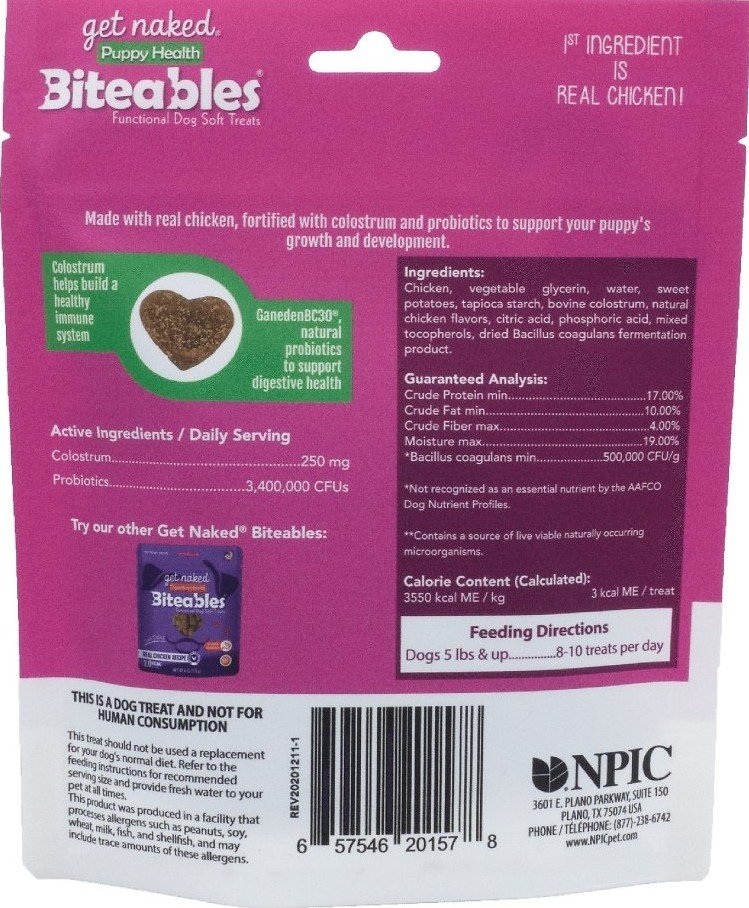 get naked®
Puppy Health
Biteables®
Functional Dog Soft Treats
1ST INGREDIENT
IS
REAL CHICKEN!
Made with real chicken, fortified with colostrum and probiotics to support your puppy's
growth and development.
Colostrum
helps build a
healthy
immune
system
GanedenBC30®,
natural
probiotics
to support
digestive health
Active Ingredients / Daily Serving
Colostrum..............................250 mg
Probiotics......................3,400,000 CFUs
Try our other Get Naked® Biteables:
get naked
Biteables
Functional Dog Soft Treats
REAL CHICKEN RECIPE
Ingredients:
Chicken, vegetable glycerin, water, sweet
potatoes, tapioca starch, bovine colostrum, natural
chicken flavors, citric acid, phosphoric acid, mixed
tocopherols, dried Bacillus coagulans fermentation
product.
Guaranteed Analysis:
Crude Protein min..............................17.00%
Crude Fat min..............................10.00%
Crude Fiber max..............................4.00%
Moisture max..............................19.00%
*Bacillus coagulans min..................500,000 CFU/g
*Not recognized as an essential nutrient by the AAFCO
Dog Nutrient Profiles.
**Contains a source of live viable naturally occurring
microorganisms.
Calorie Content (Calculated):
3550 kcal ME / kg 3 kcal ME / treat
Feeding Directions
Dogs 5 lbs & up..............8-10 treats per day
THIS IS A DOG TREAT AND NOT FOR
HUMAN CONSUMPTION
This treat should not be used a replacement
for your dog's normal diet. Refer to the
feeding instructions for recommended
serving size and provide fresh water to your
pet at all times.
This product was produced in a facility that
processes allergens such as peanuts, soy,
wheat, milk, fish, and shellfish, and may
include trace amounts of these allergens.
REV20201211-1
6 57546 20157 8
NPIC
3601 E. PLANO PARKWAY, SUITE 150
PLANO, TX 75074 USA
PHONE / TÉLÉPHONE: (877)-238-6742
www.NPICpet.com